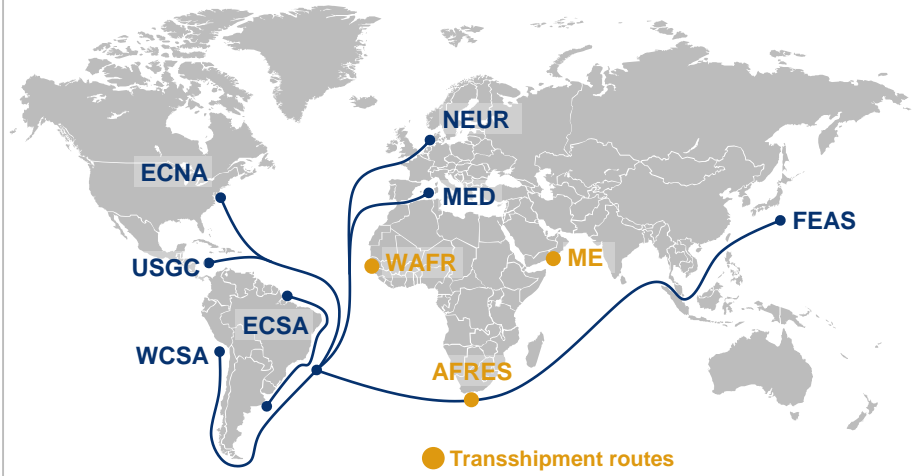 NEUR
ECNA
MED
FEAS
USGC
WAFR
ME
ECSA
WCSA
AFRES
Transshipment routes